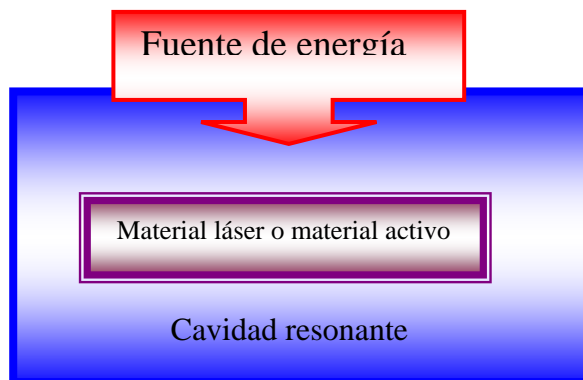 Fuente de energía
Material láser o material activo
Cavidad resonante